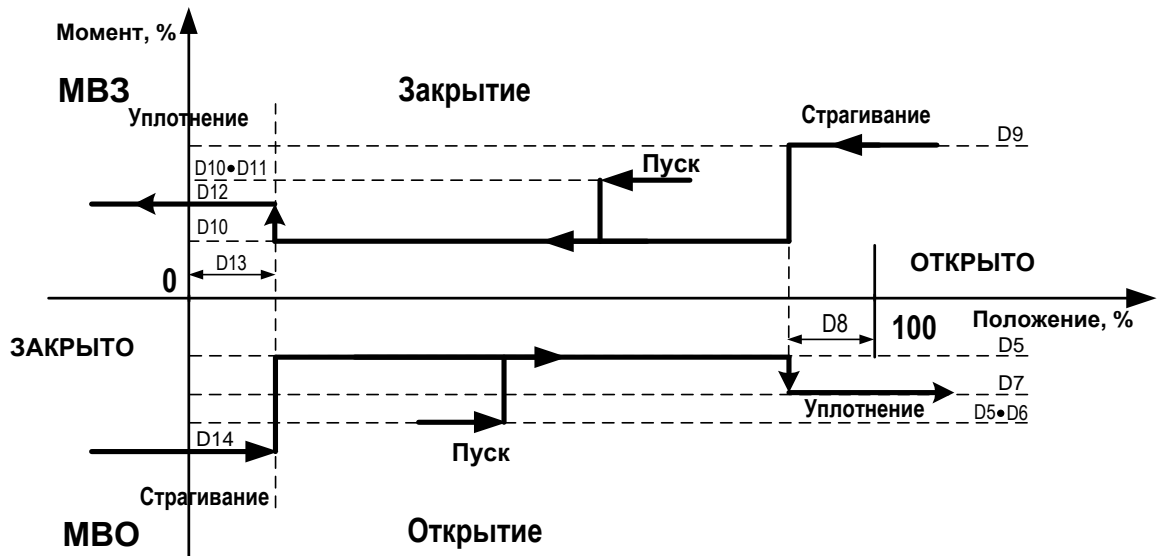 Момент, %
МВЗ
Закрытие
Уплотнение
Страгивание
D9
D10•D11
Пуск
D12
D10
D13
ОТКРЫТО
0
D8
100
Положение, %
ЗАКРЫТО
D5
D7
Уплотнение
D5•D6
D14
Пуск
Страгивание
МВО
Открытие